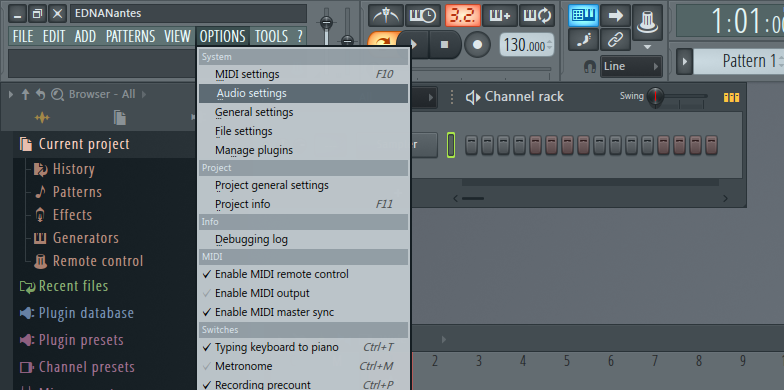 EDNANantes
FILE EDIT ADD PATTERNS VIEW OPTIONS TOOLS ?
3.2.
130.000
Line
1:01:
Pattern 1
System
MIDI settings F10
Audio settings
General settings
File settings
Manage plugins
Project
Project general settings
Project info F11
Info
Debugging log
MIDI
Enable MIDI remote control
Enable MIDI output
Enable MIDI master sync
Switches
Typing keyboard to piano Ctrl+T
Metronome Ctrl+M
Recording precount Ctrl+P
Browser - All
Current project
History
Patterns
Effects
Generators
Remote control
Recent files
Plugin database
Plugin presets
Channel presets
Channel rack
Swing
2 3 4 5 6 7 8 9